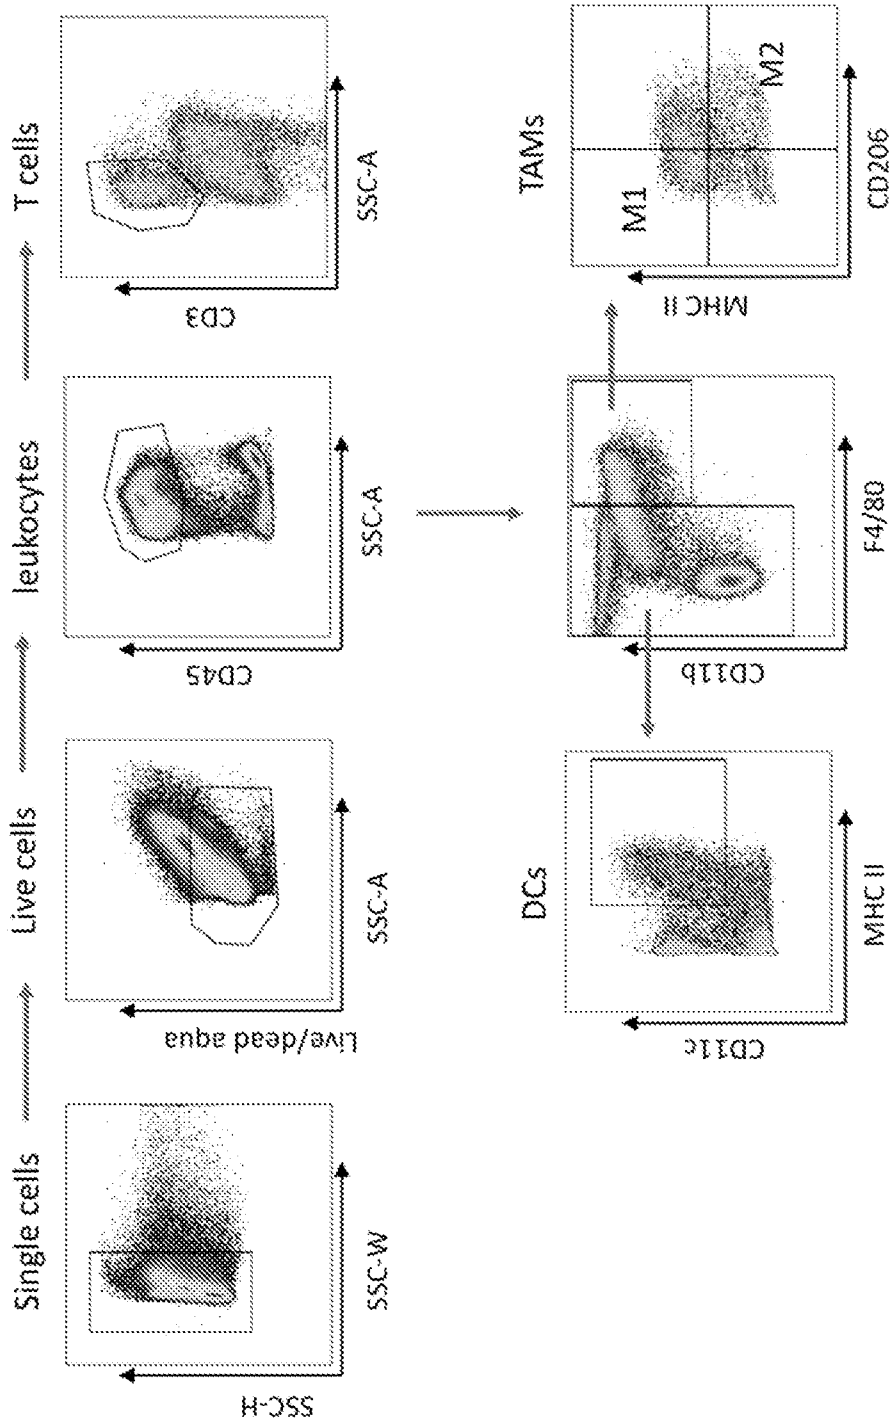 Single cells
Live cells
leukocytes
T cells
SSC-H
SSC-W
Live/dead aqua
SSC-A
CD45
SSC-A
CD3
SSC-A
DCs
TAMs
CD11c
MHC II
CD11b
F4/80
M1
M2
MHC II
CD206